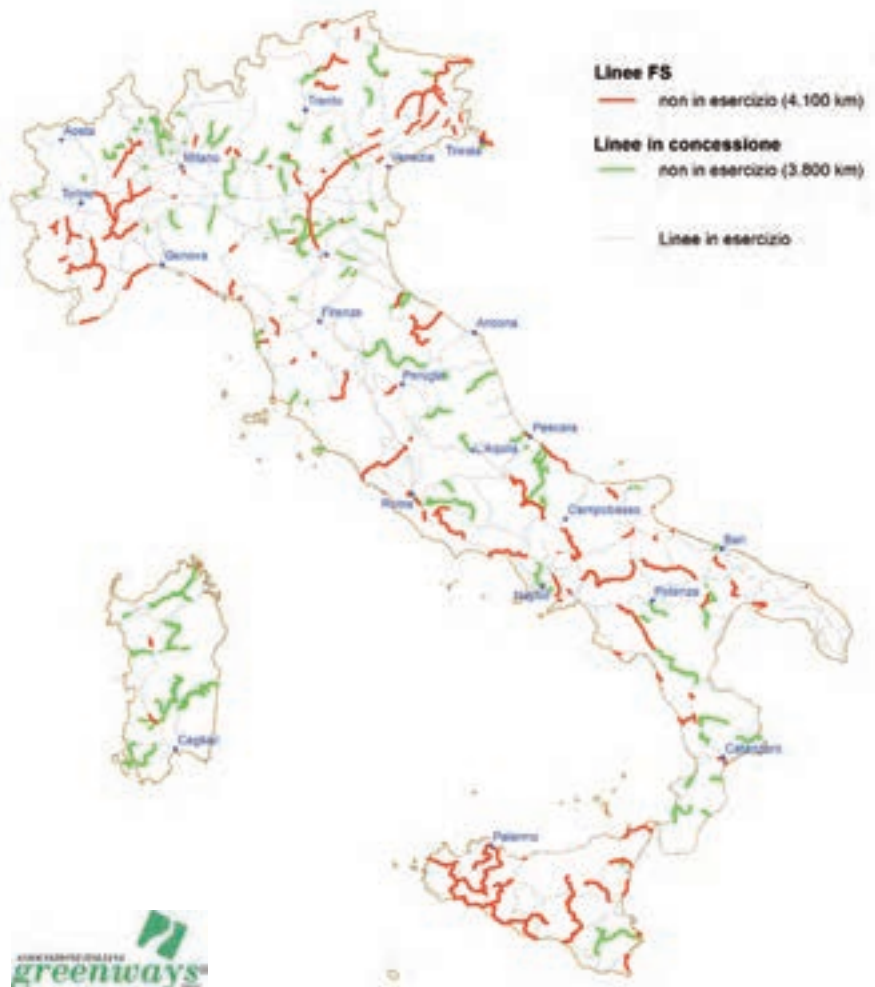 Linee FS
non in esercizio (4.100 km)
Linee in concessione
non in esercizio (3.800 km)
Linee in esercizio
Aosta
Trento
Milano
Venezia
Trieste
Torino
Genova
Firenze
Ancona
Perugia
Pescara
L'Aquila
Roma
Campobasso
Bari
Napoli
Potenza
Cagliari
Catanzaro
Palermo
ASSOCIAZIONE ITALIANA
greenways